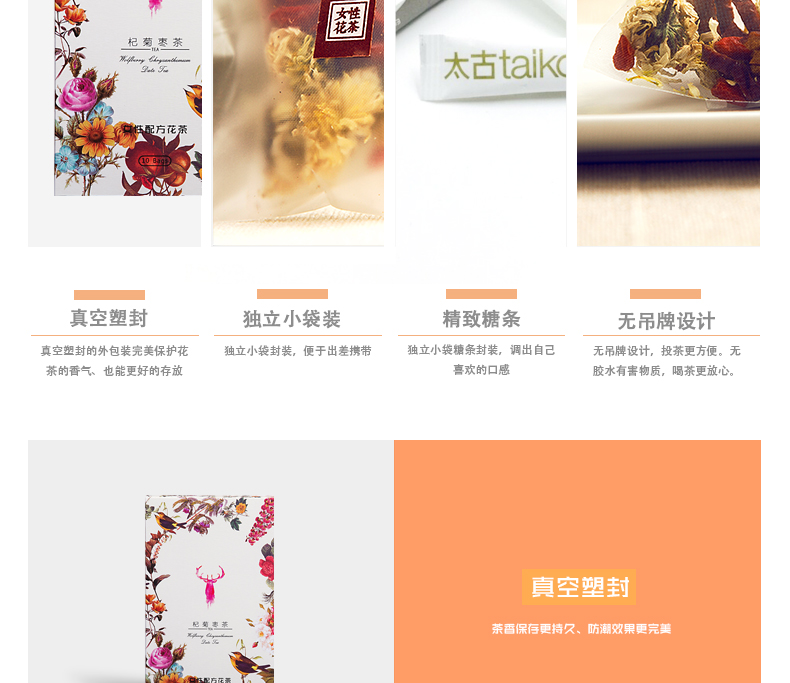 杞菊枣茶
TEA
Wolfberry Chrysanthemum
Date Tea
女性配方花茶
10 Bags
女性
花茶
太古taiko
真空塑封
真空塑封的外包装完美保护花
茶的香气、也能更好的存放
独立小袋装
独立小袋封装，便于出差携带
精致糖条
独立小袋糖条封装，调出自己
喜欢的口感
无吊牌设计
无吊牌设计，投茶更方便。无
胶水有害物质，喝茶更放心。
杞菊枣茶
TEA
Wolfberry Chrysanthemum
Date Tea
女性配方花茶
真空塑封
茶香保存更持久、防潮效果更完美